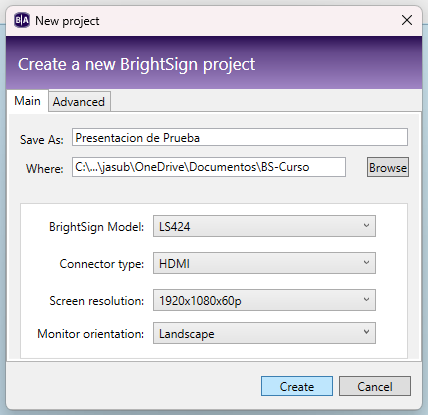 B|A New project
Create a new BrightSign project
Main Advanced
Save As: Presentacion de Prueba
Where: C:\...\jasub\OneDrive\Documentos\BS-Curso Browse
BrightSign Model: LS424
Connector type: HDMI
Screen resolution: 1920x1080x60p
Monitor orientation: Landscape
Create Cancel